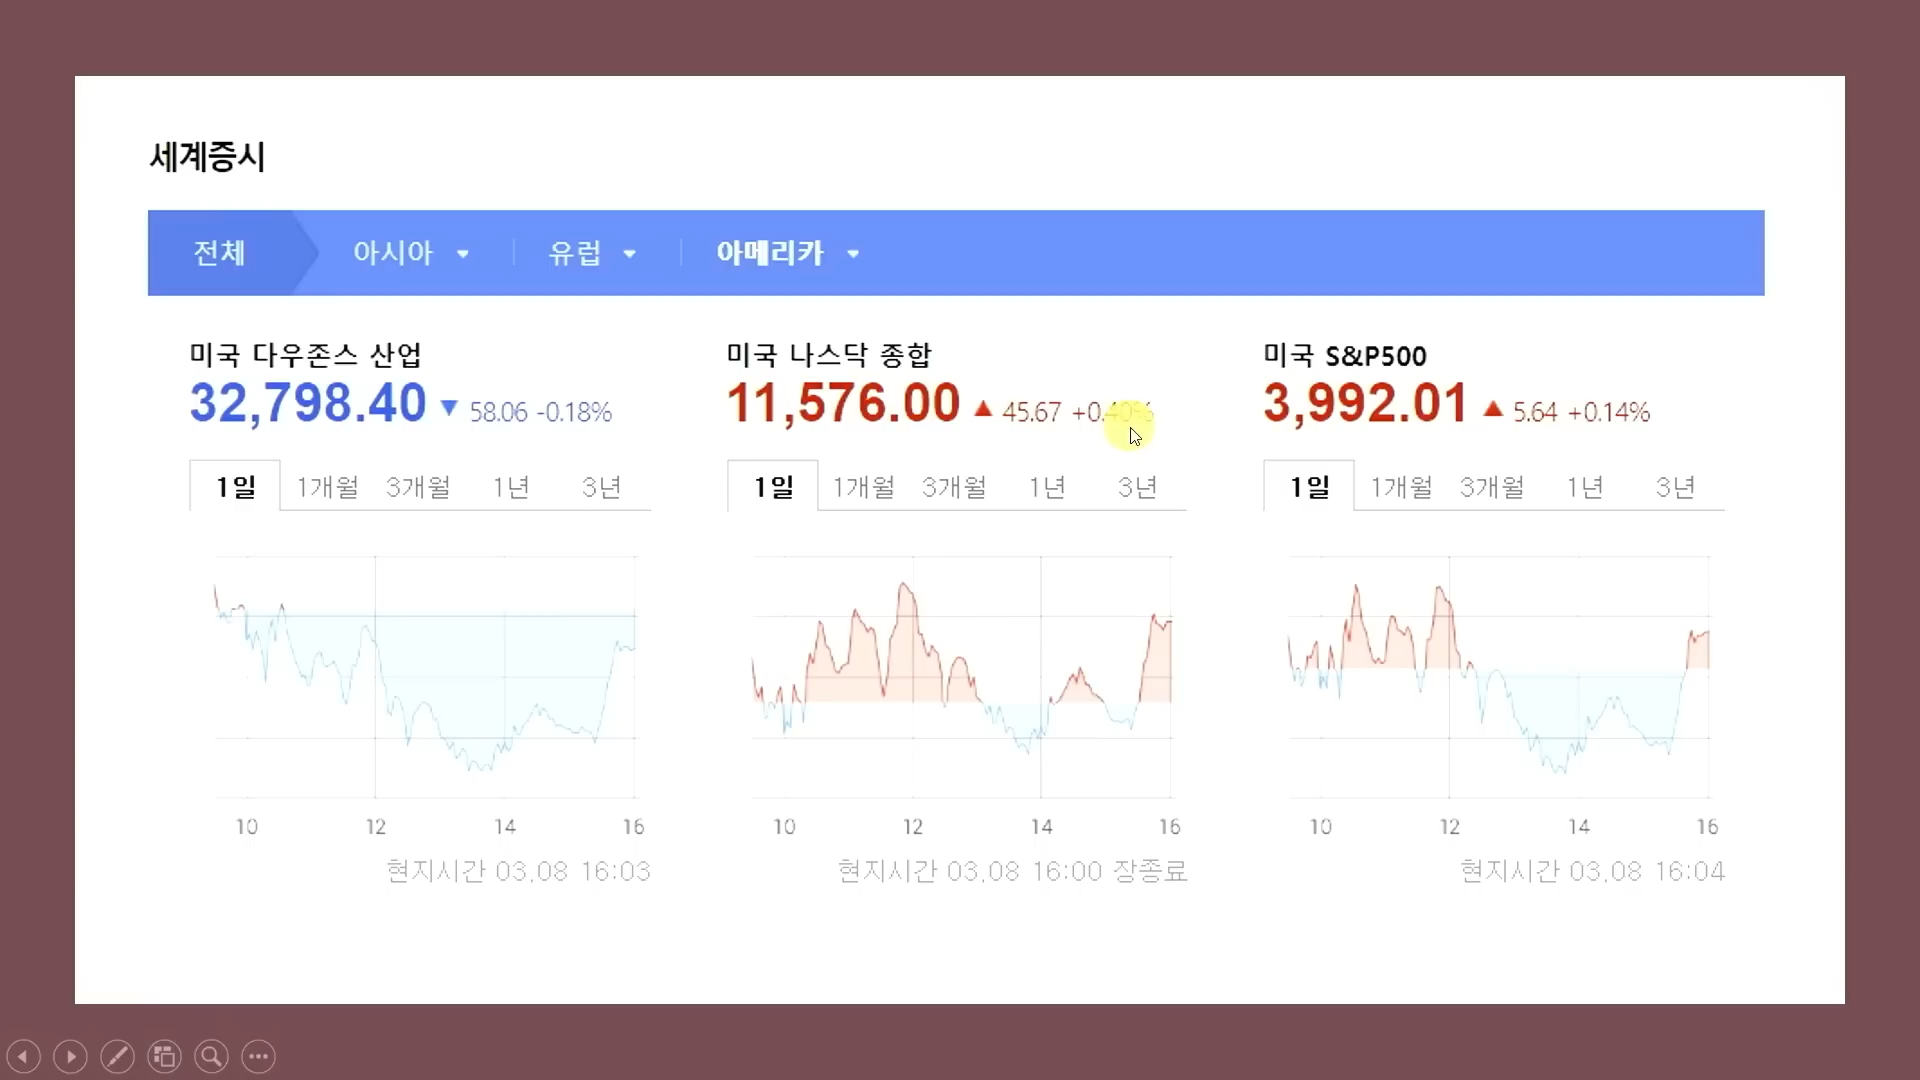 세계증시
전체 아시아 유럽 아메리카
미국 다우존스 산업
32,798.40 ▼ 58.06 -0.18%
1일 1개월 3개월 1년 3년
10 12 14 16
현지시간 03.08 16:03
미국 나스닥 종합
11,576.00 ▲ 45.67 +0.40%
1일 1개월 3개월 1년 3년
10 12 14 16
현지시간 03.08 16:00 장종료
미국 S&P500
3,992.01 ▲ 5.64 +0.14%
1일 1개월 3개월 1년 3년
10 12 14 16
현지시간 03.08 16:04